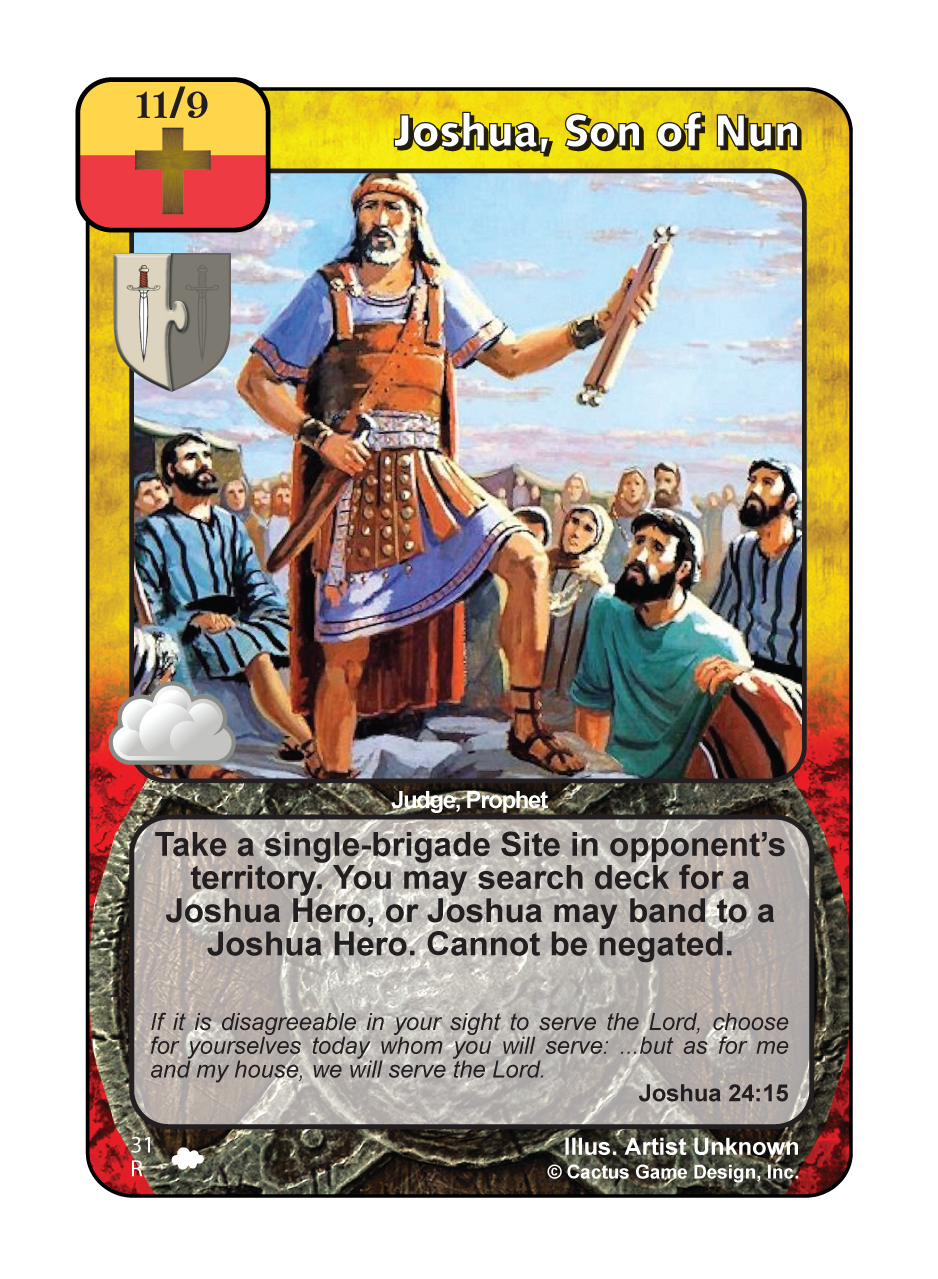 11/9
Joshua, Son of Nun
Judge, Prophet
Take a single-brigade Site in opponent's
territory. You may search deck for a
Joshua Hero, or Joshua may band to a
Joshua Hero. Cannot be negated.
If it is disagreeable in your sight to serve the Lord, choose
for yourselves today whom you will serve: ...but as for me
and my house, we will serve the Lord.
Joshua 24:15
31
R
Illus. Artist Unknown
© Cactus Game Design, Inc.